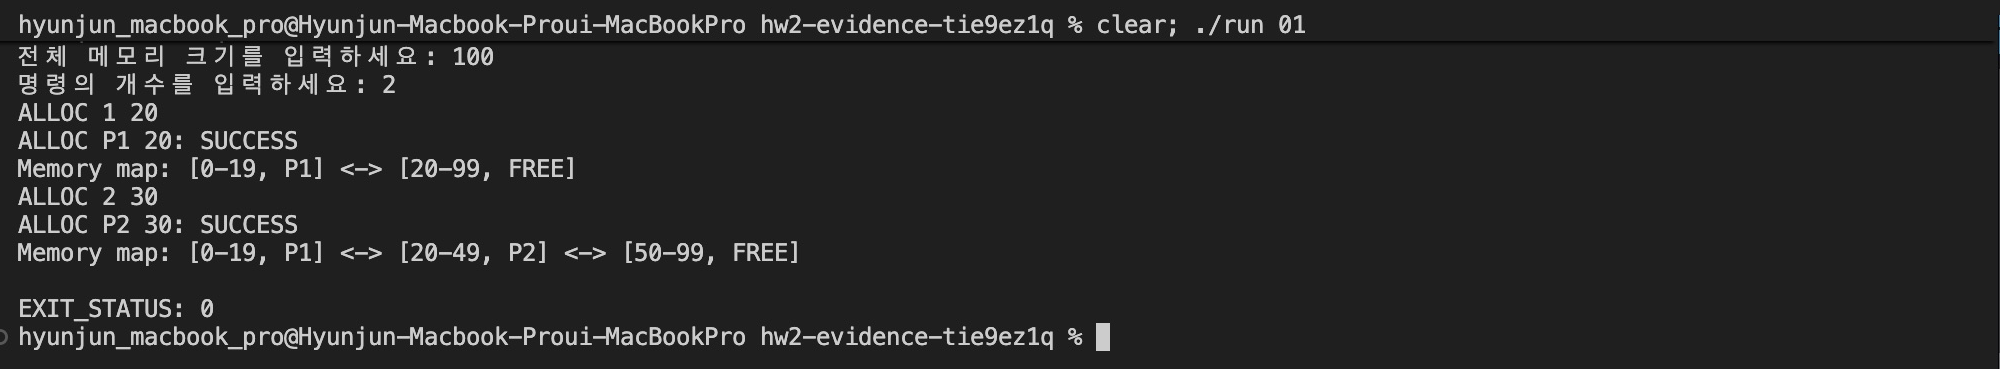 hyunjun_macbook_pro@Hyunjun-Macbook-Proui-MacBookPro hw2-evidence-tie9ez1q % clear; ./run 01
전체 메모리 크기를 입력하세요: 100
명령의 개수를 입력하세요: 2
ALLOC 1 20
ALLOC P1 20: SUCCESS
Memory map: [0-19, P1] <-> [20-99, FREE]
ALLOC 2 30
ALLOC P2 30: SUCCESS
Memory map: [0-19, P1] <-> [20-49, P2] <-> [50-99, FREE]
EXIT_STATUS: 0
hyunjun_macbook_pro@Hyunjun-Macbook-Proui-MacBookPro hw2-evidence-tie9ez1q %